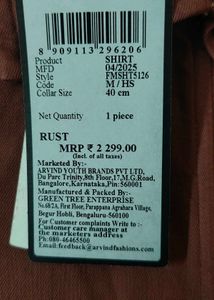 8 909113 296206
Product SHIRT
MFD 04/2025
Style FMSHT5126
Code M / HS
Collar Size 40 cm
Net Quantity 1 piece
RUST
MRP ₹ 2 299.00
(Incl. of all taxes)
Marketed By:-
ARVIND YOUTH BRANDS PVT LTD,
Du Parc Trinity,8th Floor,17,M.G.Road,
Bangalore,Karnataka,Pin:560001
Manufactured & Packed By:-
GREEN TREE ENTERPRISE
No.68/2A, First Floor, Parappana Agrahara Village,
Begur Hobli, Bengaluru-560100
For Customer complaints Write to :-
Customer care manager at
the marketers address
Ph:080-46465500
Email:feedback@arvindfashions.com